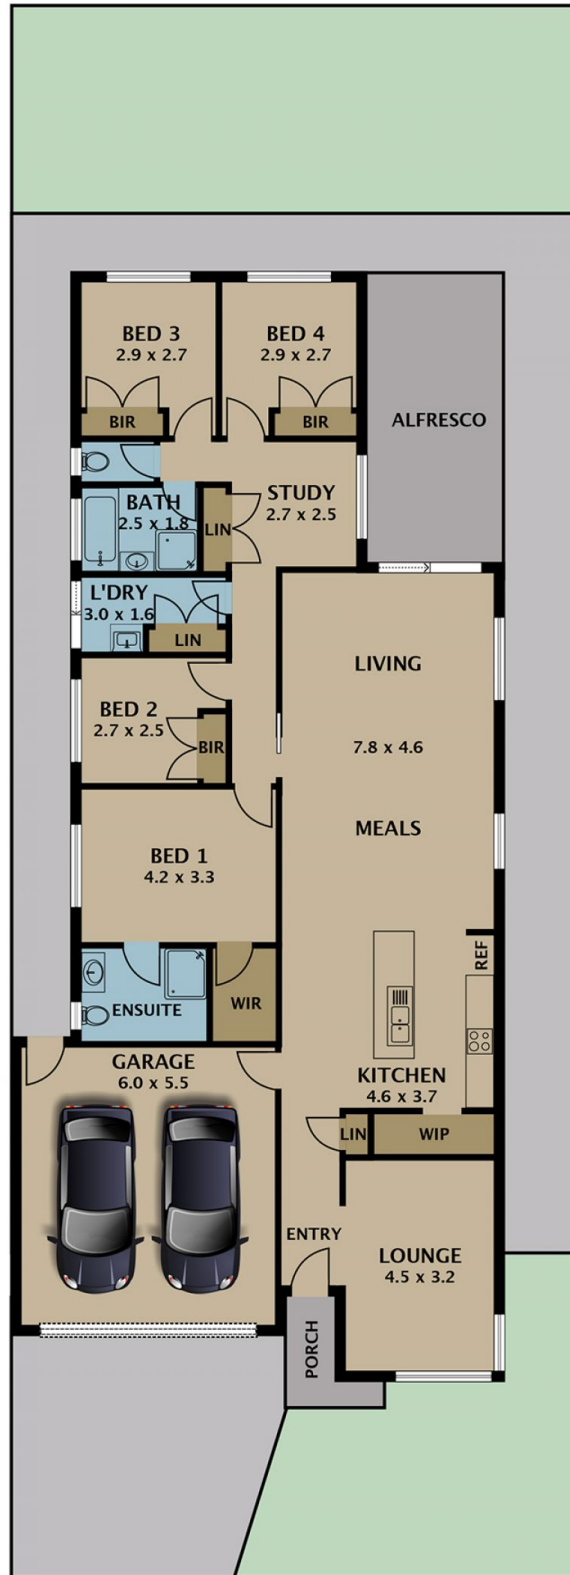 BED 3
2.9 x 2.7
BIR
BED 4
2.9 x 2.7
BIR
ALFRESCO
STUDY
2.7 x 2.5
BATH
2.5 x 1.8
LIN
L'DRY
3.0 x 1.6
LIN
LIVING
7.8 x 4.6
MEALS
BED 2
2.7 x 2.5
BIR
BED 1
4.2 x 3.3
ENSUITE
WIR
REF
KITCHEN
4.6 x 3.7
GARAGE
6.0 x 5.5
LIN
WIP
ENTRY
LOUNGE
4.5 x 3.2
PORCH